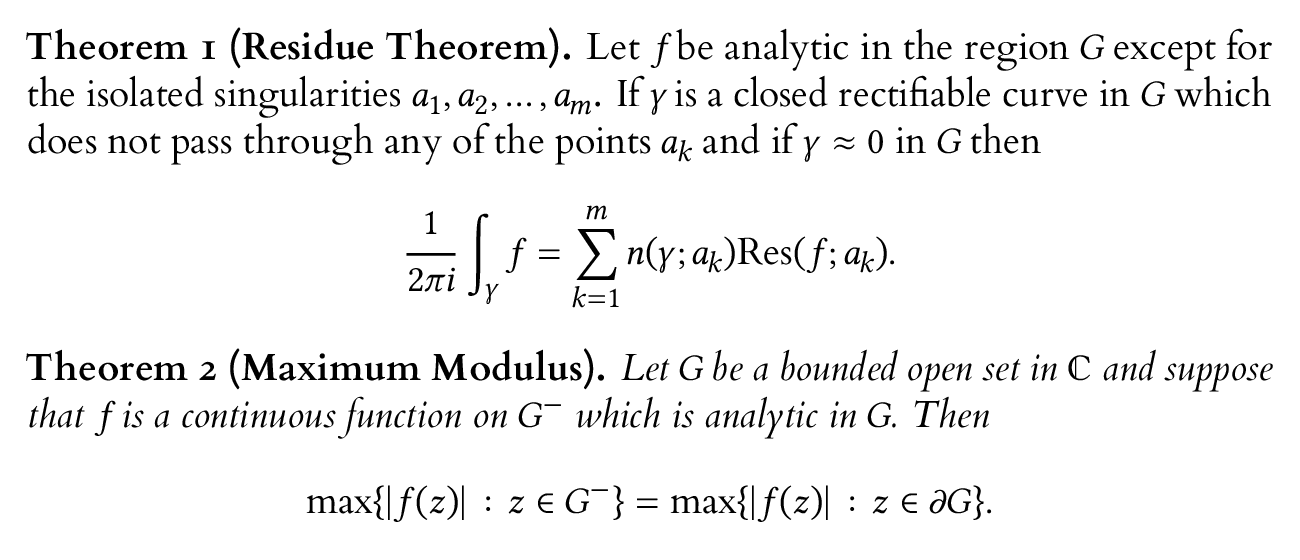 Theorem 1 (Residue Theorem). Let f be analytic in the region G except for
the isolated singularities a₁, a₂, …, aₘ. If γ is a closed rectifiable curve in G which
does not pass through any of the points aₖ and if γ ≈ 0 in G then
1/(2πi) ∫_γ f = ∑_{k=1}^{m} n(γ; aₖ)Res(f; aₖ).
Theorem 2 (Maximum Modulus). Let G be a bounded open set in ℂ and suppose
that f is a continuous function on G⁻ which is analytic in G. Then
max{|f(z)| : z ∈ G⁻} = max{|f(z)| : z ∈ ∂G}.